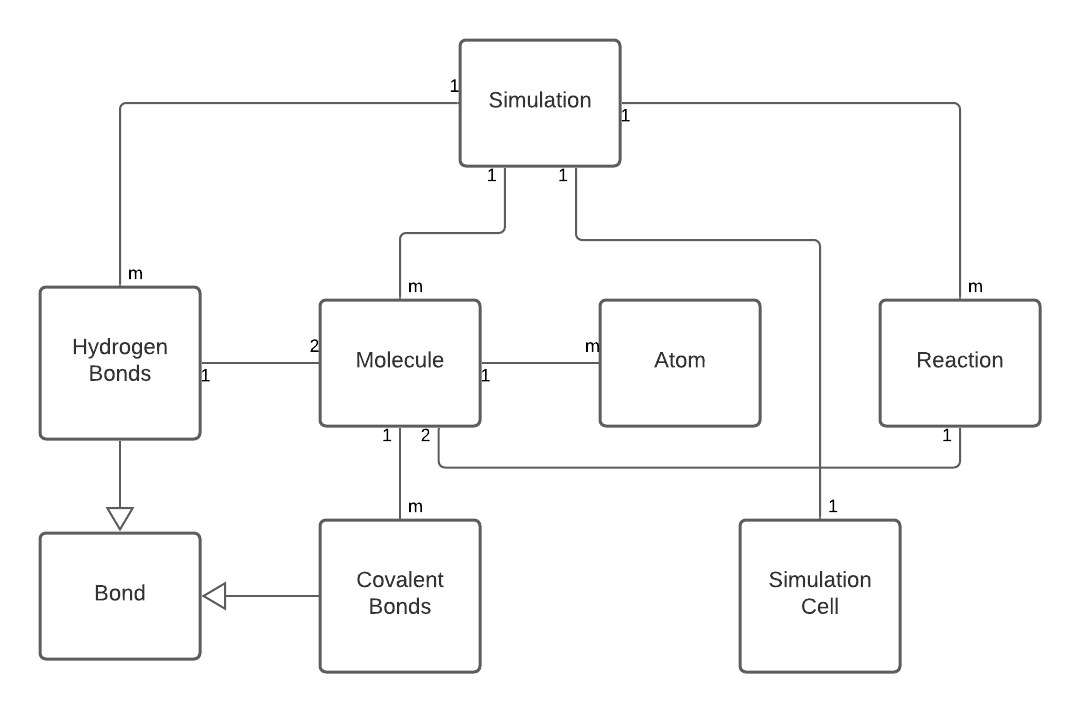 1
Simulation
1
1
1
m
m
m
Hydrogen
Bonds
2
Molecule
m
Atom
Reaction
1
1
1
2
1
m
1
Bond
Covalent
Bonds
Simulation
Cell